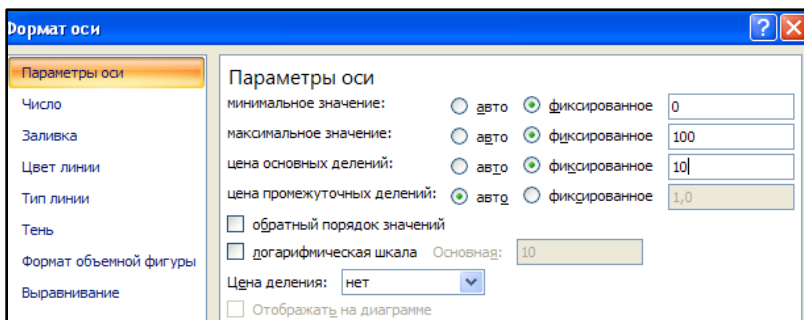 Формат оси
Параметры оси
Число
Заливка
Цвет линии
Тип линии
Тень
Формат объемной фигуры
Выравнивание
Параметры оси
минимальное значение: авто фиксированное 0
максимальное значение: авто фиксированное 100
цена основных делений: авто фиксированное 10
цена промежуточных делений: авто фиксированное 1,0
обратный порядок значений
логарифмическая шкала Основная: 10
Цена деления: нет
Отображать на диаграмме